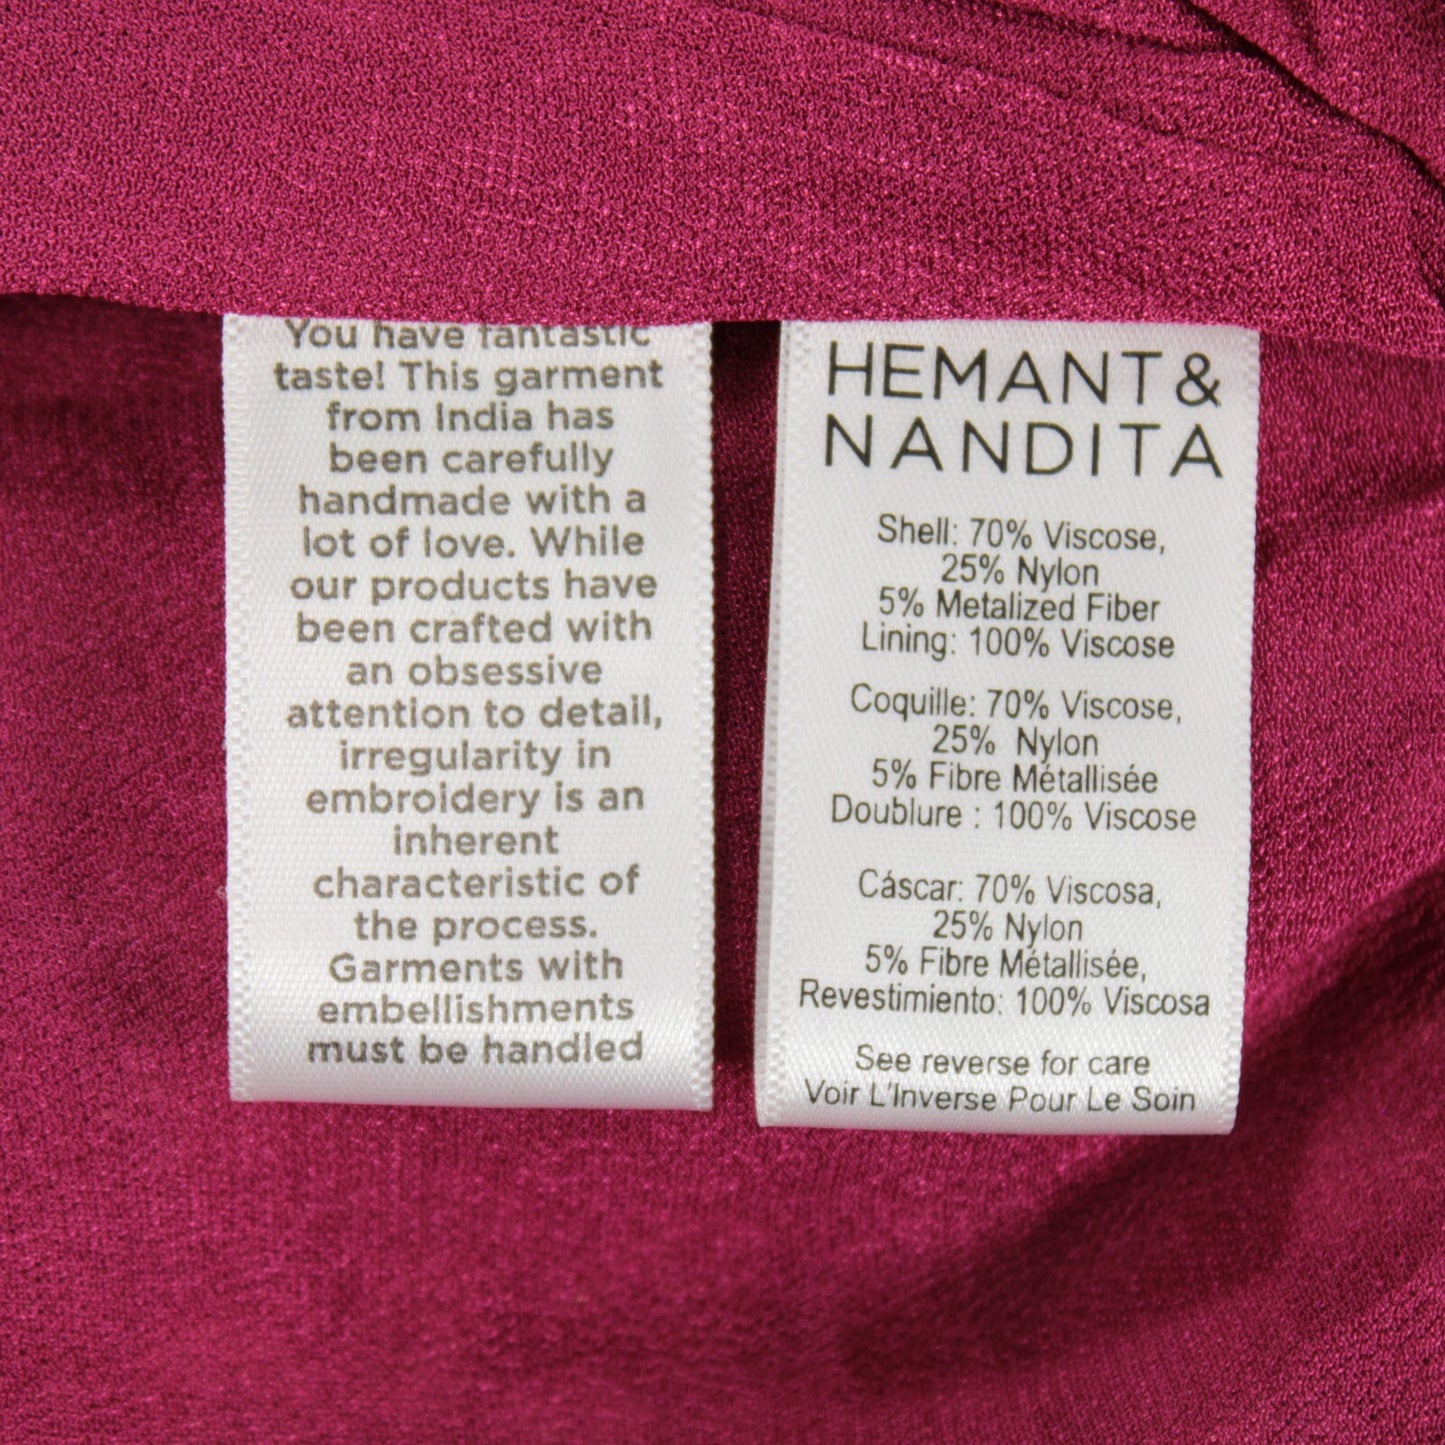 You have fantastic
taste! This garment
from India has
been carefully
handmade with a
lot of love. While
our products have
been crafted with
an obsessive
attention to detail,
irregularity in
embroidery is an
inherent
characteristic of
the process.
Garments with
embellishments
must be handled
HEMANT &
NANDITA
Shell: 70% Viscose,
25% Nylon
5% Metalized Fiber
Lining: 100% Viscose
Coquille: 70% Viscose,
25% Nylon
5% Fibre Métallisée
Doublure : 100% Viscose
Cáscar: 70% Viscosa,
25% Nylon
5% Fibre Métallisée,
Revestimiento: 100% Viscosa
See reverse for care
Voir L'Inverse Pour Le Soin